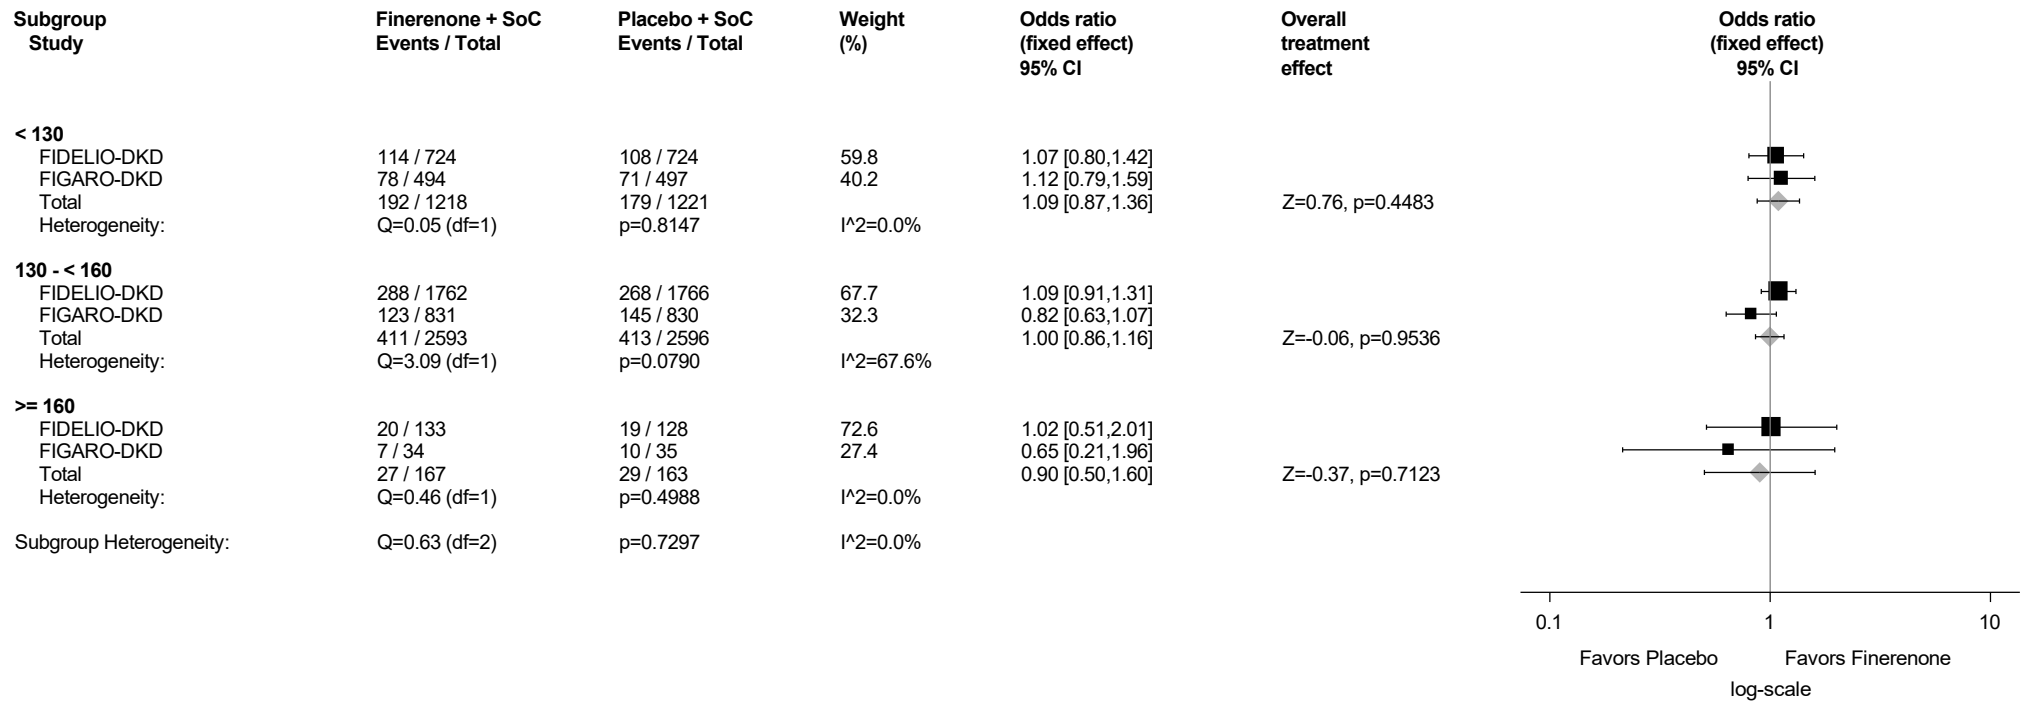 Subgroup Finerenone + SoC Placebo + SoC Weight Odds ratio Overall Odds ratio
Study Events / Total Events / Total (%) (fixed effect) treatment (fixed effect)
95% CI effect 95% CI
< 130
FIDELIO-DKD 114 / 724 108 / 724 59.8 1.07 [0.80,1.42]
FIGARO-DKD 78 / 494 71 / 497 40.2 1.12 [0.79,1.59]
Total 192 / 1218 179 / 1221 1.09 [0.87,1.36] Z=0.76, p=0.4483
Heterogeneity: Q=0.05 (df=1) p=0.8147 I^2=0.0%
130 - < 160
FIDELIO-DKD 288 / 1762 268 / 1766 67.7 1.09 [0.91,1.31]
FIGARO-DKD 123 / 831 145 / 830 32.3 0.82 [0.63,1.07]
Total 411 / 2593 413 / 2596 1.00 [0.86,1.16] Z=-0.06, p=0.9536
Heterogeneity: Q=3.09 (df=1) p=0.0790 I^2=67.6%
>= 160
FIDELIO-DKD 20 / 133 19 / 128 72.6 1.02 [0.51,2.01]
FIGARO-DKD 7 / 34 10 / 35 27.4 0.65 [0.21,1.96]
Total 27 / 167 29 / 163 0.90 [0.50,1.60] Z=-0.37, p=0.7123
Heterogeneity: Q=0.46 (df=1) p=0.4988 I^2=0.0%
Subgroup Heterogeneity: Q=0.63 (df=2) p=0.7297 I^2=0.0%
0.1 1 10
Favors Placebo Favors Finerenone
log-scale